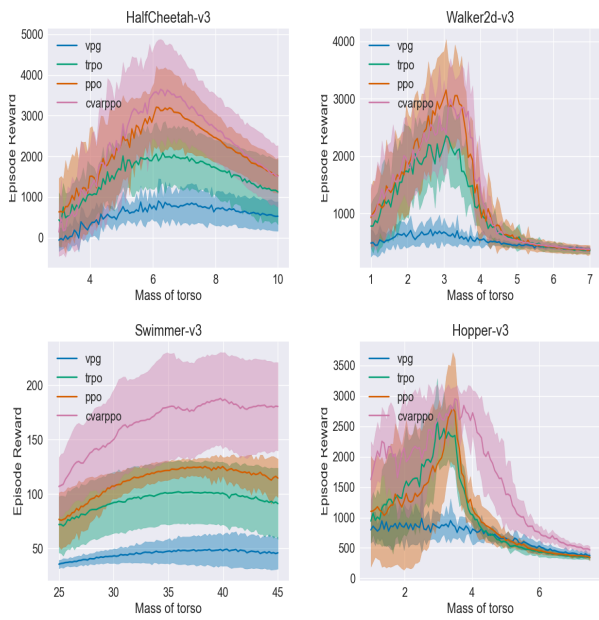 HalfCheetah-v3
Episode Reward
5000
4000
3000
2000
1000
0
vpg
trpo
ppo
cvarppo
4
6
8
10
Mass of torso
Walker2d-v3
Episode Reward
4000
3000
2000
1000
vpg
trpo
ppo
cvarppo
1
2
3
4
5
6
7
Mass of torso
Swimmer-v3
Episode Reward
200
150
100
50
vpg
trpo
ppo
cvarppo
25
30
35
40
45
Mass of torso
Hopper-v3
Episode Reward
3500
3000
2500
2000
1500
1000
500
0
vpg
trpo
ppo
cvarppo
2
4
6
Mass of torso